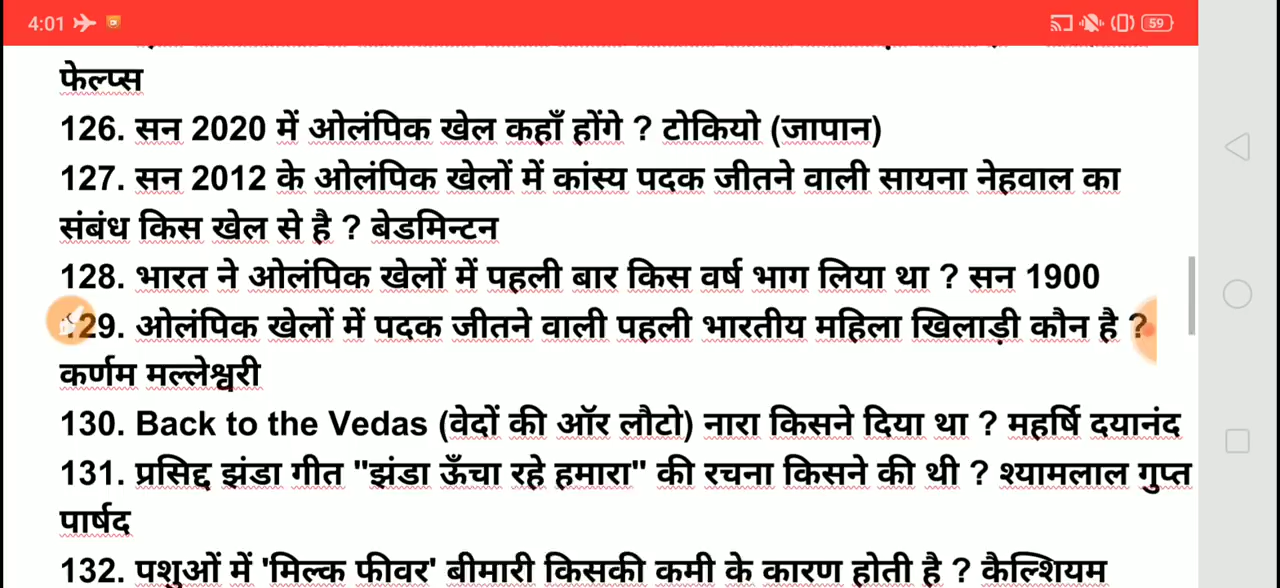 4:01
59
फेल्प्स
126. सन 2020 में ओलंपिक खेल कहाँ होंगे ? टोकियो (जापान)
127. सन 2012 के ओलंपिक खेलों में कांस्य पदक जीतने वाली सायना नेहवाल का
संबंध किस खेल से है ? बेडमिन्टन
128. भारत ने ओलंपिक खेलों में पहली बार किस वर्ष भाग लिया था ? सन 1900
29. ओलंपिक खेलों में पदक जीतने वाली पहली भारतीय महिला खिलाड़ी कौन है ?
कर्णम मल्लेश्वरी
130. Back to the Vedas (वेदों की ऑर लौटो) नारा किसने दिया था ? महर्षि दयानंद
131. प्रसिद्द झंडा गीत "झंडा ऊँचा रहे हमारा" की रचना किसने की थी ? श्यामलाल गुप्त
पार्षद
132. पशुओं में 'मिल्क फीवर' बीमारी किसकी कमी के कारण होती है ? कैल्शियम